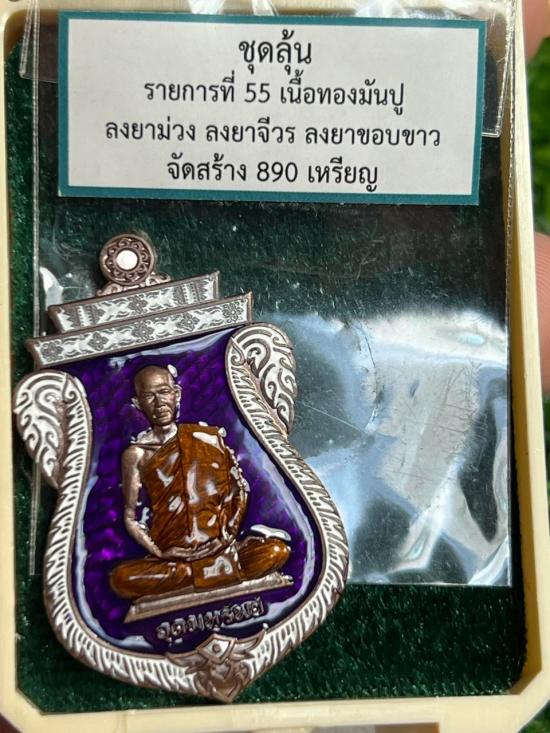 ชุดลุ้น
รายการที่ 55 เนื้อทองมันปู
ลงยาม่วง ลงยาจีวร ลงยาขอบขาว
จัดสร้าง 890 เหรียญ
อุดมทรัพย์